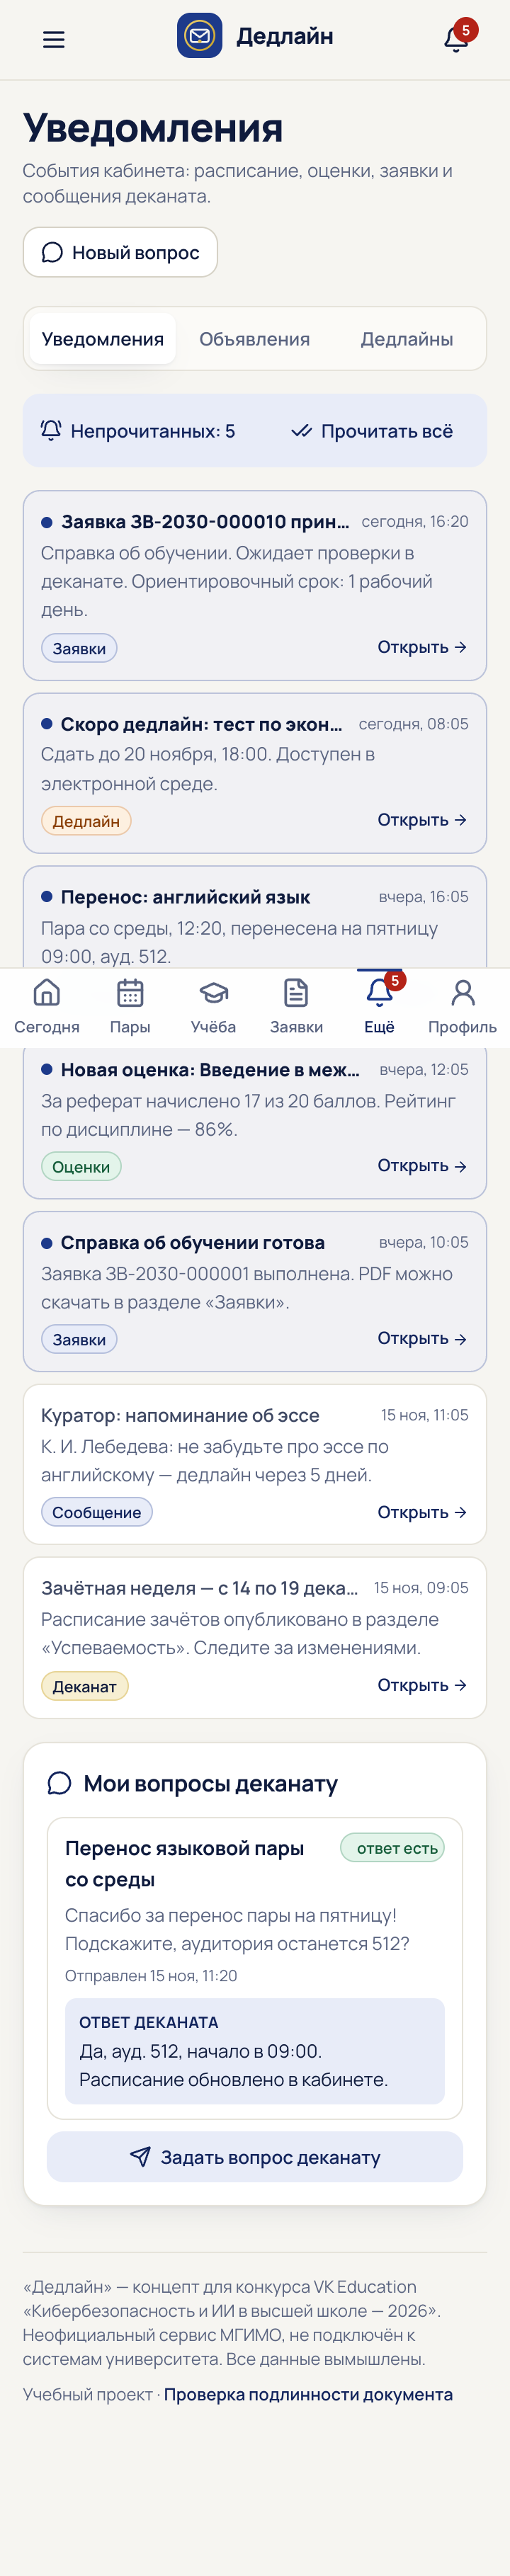 Дедлайн
5
Уведомления
События кабинета: расписание, оценки, заявки и
сообщения деканата.
Новый вопрос
Уведомления Объявления Дедлайны
Непрочитанных: 5 Прочитать всё
Заявка ЗВ-2030-000010 прин... сегодня, 16:20
Справка об обучении. Ожидает проверки в
деканате. Ориентировочный срок: 1 рабочий
день.
Заявки Открыть →
Скоро дедлайн: тест по экон... сегодня, 08:05
Сдать до 20 ноября, 18:00. Доступен в
электронной среде.
Дедлайн Открыть →
Перенос: английский язык вчера, 16:05
Пара со среды, 12:20, перенесена на пятницу
09:00, ауд. 512.
5
Сегодня Пары Учёба Заявки Ещё Профиль
Новая оценка: Введение в меж... вчера, 12:05
За реферат начислено 17 из 20 баллов. Рейтинг
по дисциплине — 86%.
Оценки Открыть →
Справка об обучении готова вчера, 10:05
Заявка ЗВ-2030-000001 выполнена. PDF можно
скачать в разделе «Заявки».
Заявки Открыть →
Куратор: напоминание об эссе 15 ноя, 11:05
К. И. Лебедева: не забудьте про эссе по
английскому — дедлайн через 5 дней.
Сообщение Открыть →
Зачётная неделя — с 14 по 19 дека... 15 ноя, 09:05
Расписание зачётов опубликовано в разделе
«Успеваемость». Следите за изменениями.
Деканат Открыть →
Мои вопросы деканату
Перенос языковой пары ответ есть
со среды
Спасибо за перенос пары на пятницу!
Подскажите, аудитория останется 512?
Отправлен 15 ноя, 11:20
ОТВЕТ ДЕКАНАТА
Да, ауд. 512, начало в 09:00.
Расписание обновлено в кабинете.
Задать вопрос деканату
«Дедлайн» — концепт для конкурса VK Education
«Кибербезопасность и ИИ в высшей школе — 2026».
Неофициальный сервис МГИМО, не подключён к
системам университета. Все данные вымышлены.
Учебный проект · Проверка подлинности документа